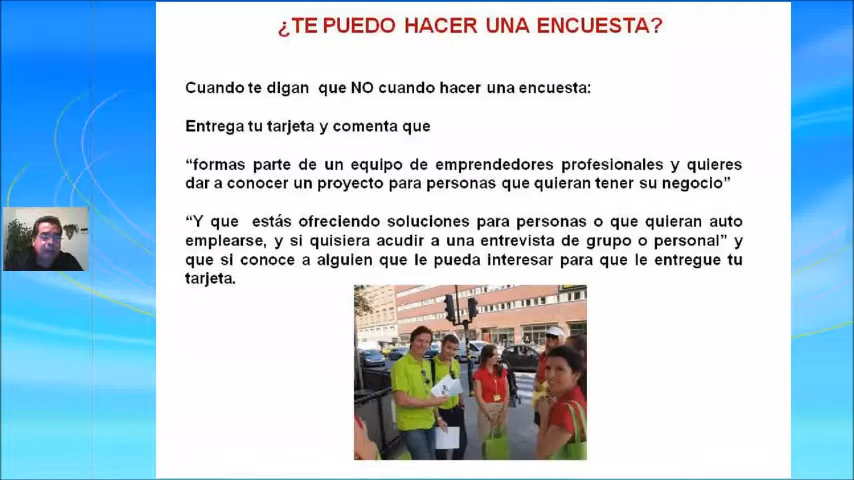 ¿TE PUEDO HACER UNA ENCUESTA?
Cuando te digan que NO cuando hacer una encuesta:
Entrega tu tarjeta y comenta que
“formas parte de un equipo de emprendedores profesionales y quieres
dar a conocer un proyecto para personas que quieran tener su negocio”
“Y que estás ofreciendo soluciones para personas o que quieran auto
emplearse, y si quisiera acudir a una entrevista de grupo o personal” y
que si conoce a alguien que le pueda interesar para que le entregue tu
tarjeta.